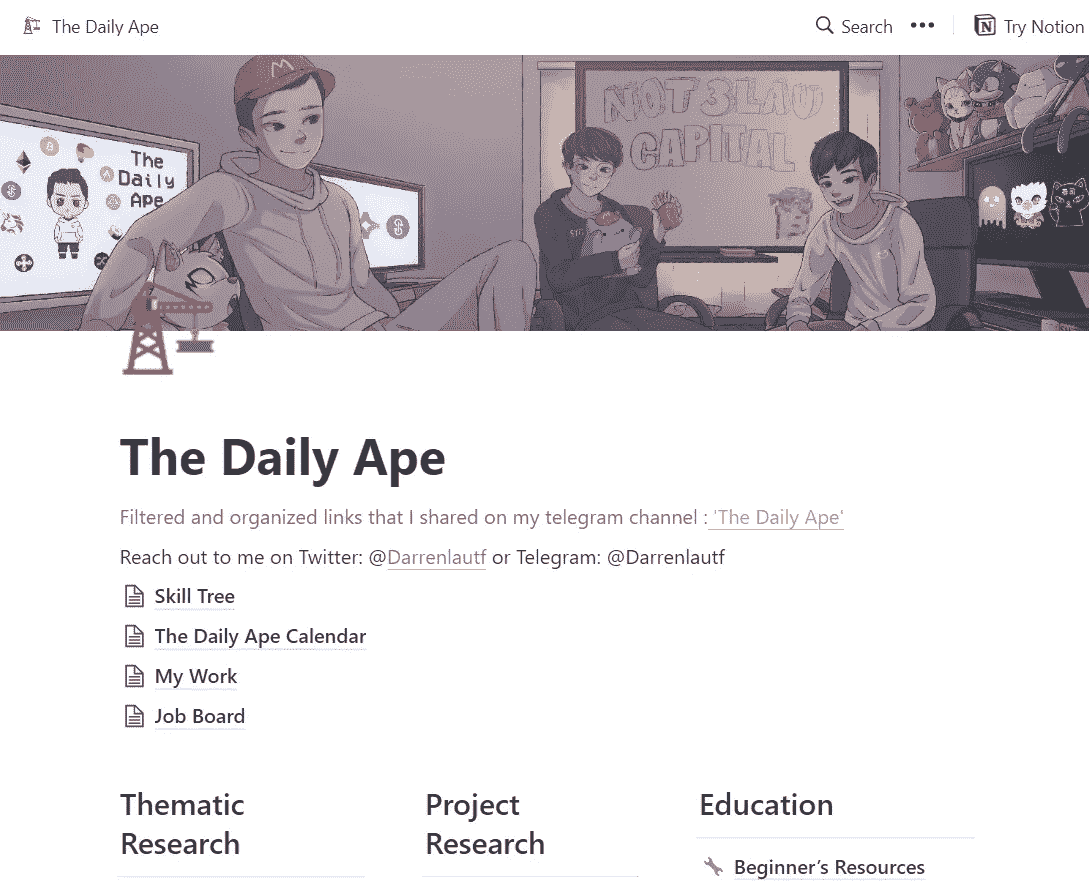 The Daily Ape
Search
Try Notion
The
Daily
Ape
NOT 3LAU
CAPITAL
The Daily Ape
Filtered and organized links that I shared on my telegram channel : 'The Daily Ape'
Reach out to me on Twitter: @Darrenlautf or Telegram: @Darrenlautf
Skill Tree
The Daily Ape Calendar
My Work
Job Board
Thematic
Research
Project
Research
Education
Beginner’s Resources